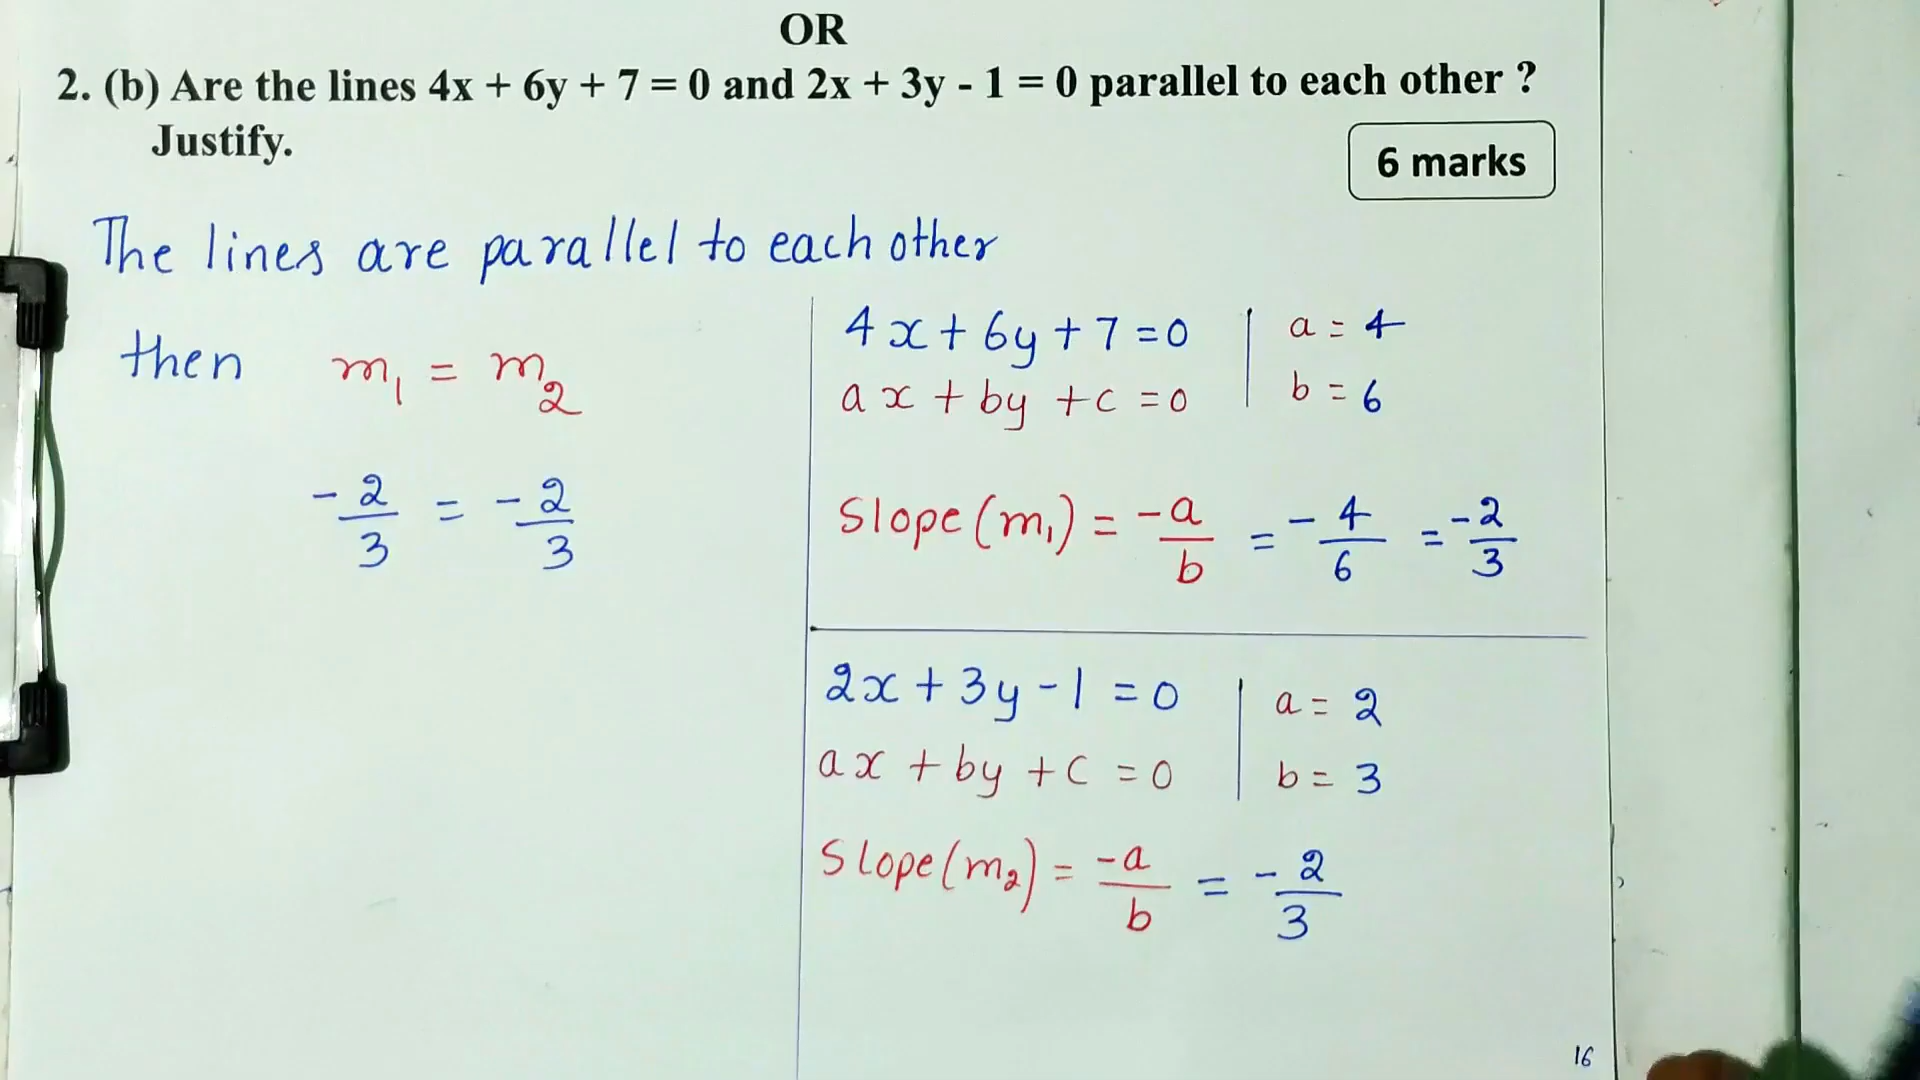 OR
2. (b) Are the lines 4x + 6y + 7 = 0 and 2x + 3y - 1 = 0 parallel to each other ?
Justify.
6 marks
The lines are parallel to each other
then m₁ = m₂
-2/3 = -2/3
4x + 6y + 7 = 0 | a = 4
ax + by + c = 0 | b = 6
Slope (m₁) = -a/b = -4/6 = -2/3
2x + 3y - 1 = 0 | a = 2
ax + by + c = 0 | b = 3
Slope (m₂) = -a/b = -2/3
16